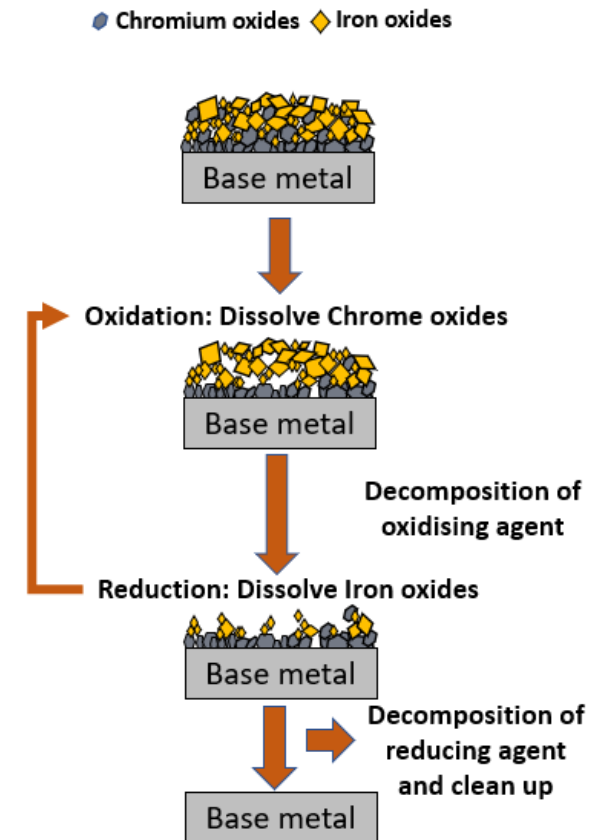 Chromium oxides Iron oxides
Base metal
Oxidation: Dissolve Chrome oxides
Base metal
Decomposition of
oxidising agent
Reduction: Dissolve Iron oxides
Base metal
Decomposition of
reducing agent
and clean up
Base metal